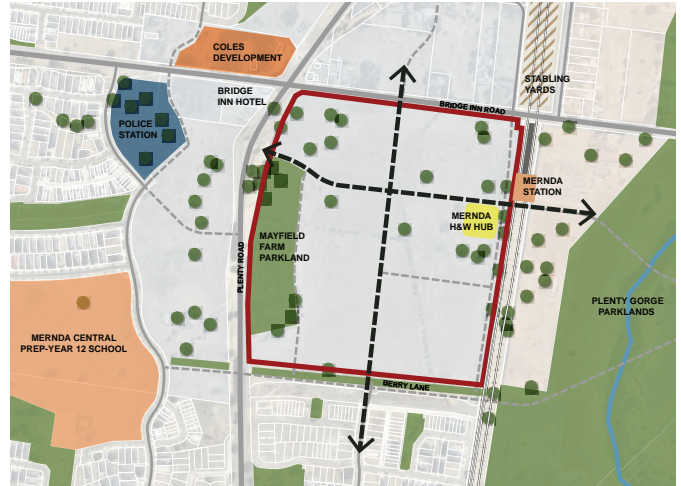 COLES
DEVELOPMENT
BRIDGE
INN HOTEL
STABLING
YARDS
BRIDGE INN ROAD
POLICE
STATION
MERNDA
STATION
MERNDA
H&W HUB
MAYFIELD
FARM
PARKLAND
PLENTY ROAD
PLENTY GORGE
PARKLANDS
MERNDA CENTRAL
PREP-YEAR 12 SCHOOL
BERRY LANE